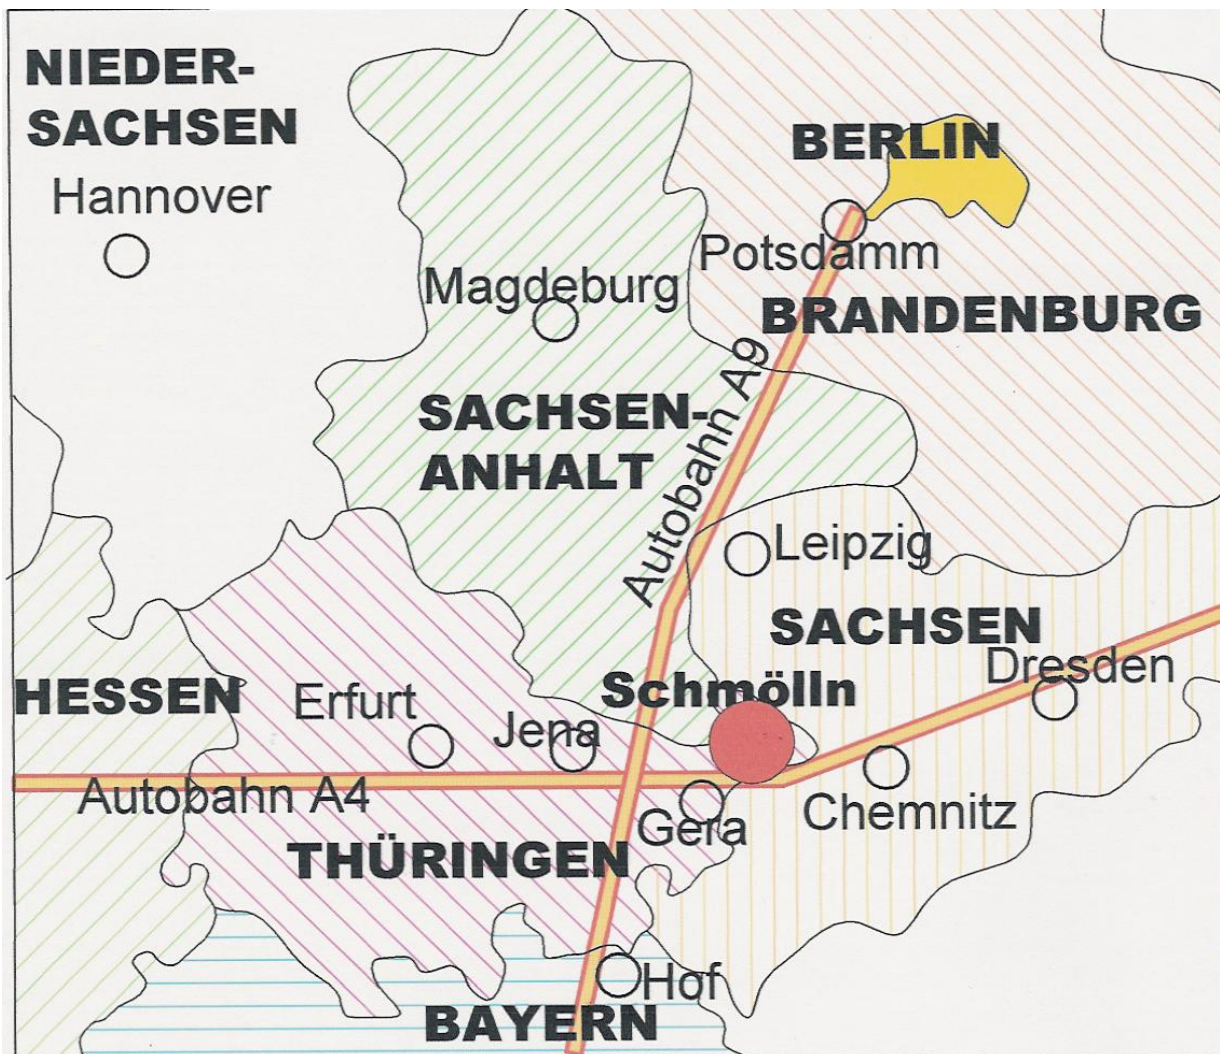 NIEDER-
SACHSEN
Hannover
BERLIN
Potsdamm
Magdeburg
BRANDENBURG
Autobahn A9
SACHSEN-
ANHALT
Leipzig
SACHSEN
Dresden
HESSEN
Schmölln
Erfurt
Jena
Autobahn A4
Gera
Chemnitz
THÜRINGEN
Hof
BAYERN